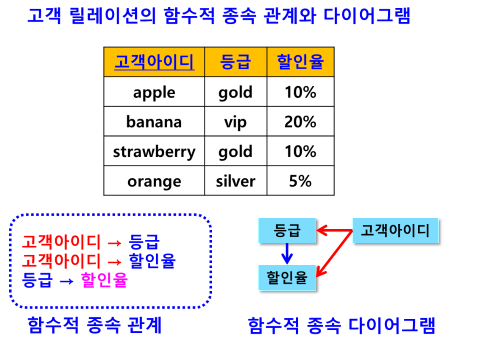 고객 릴레이션의 함수적 종속 관계와 다이어그램
고객아이디 등급 할인율
apple gold 10%
banana vip 20%
strawberry gold 10%
orange silver 5%
고객아이디 → 등급
고객아이디 → 할인율
등급 → 할인율
함수적 종속 관계
등급 고객아이디
할인율
함수적 종속 다이어그램